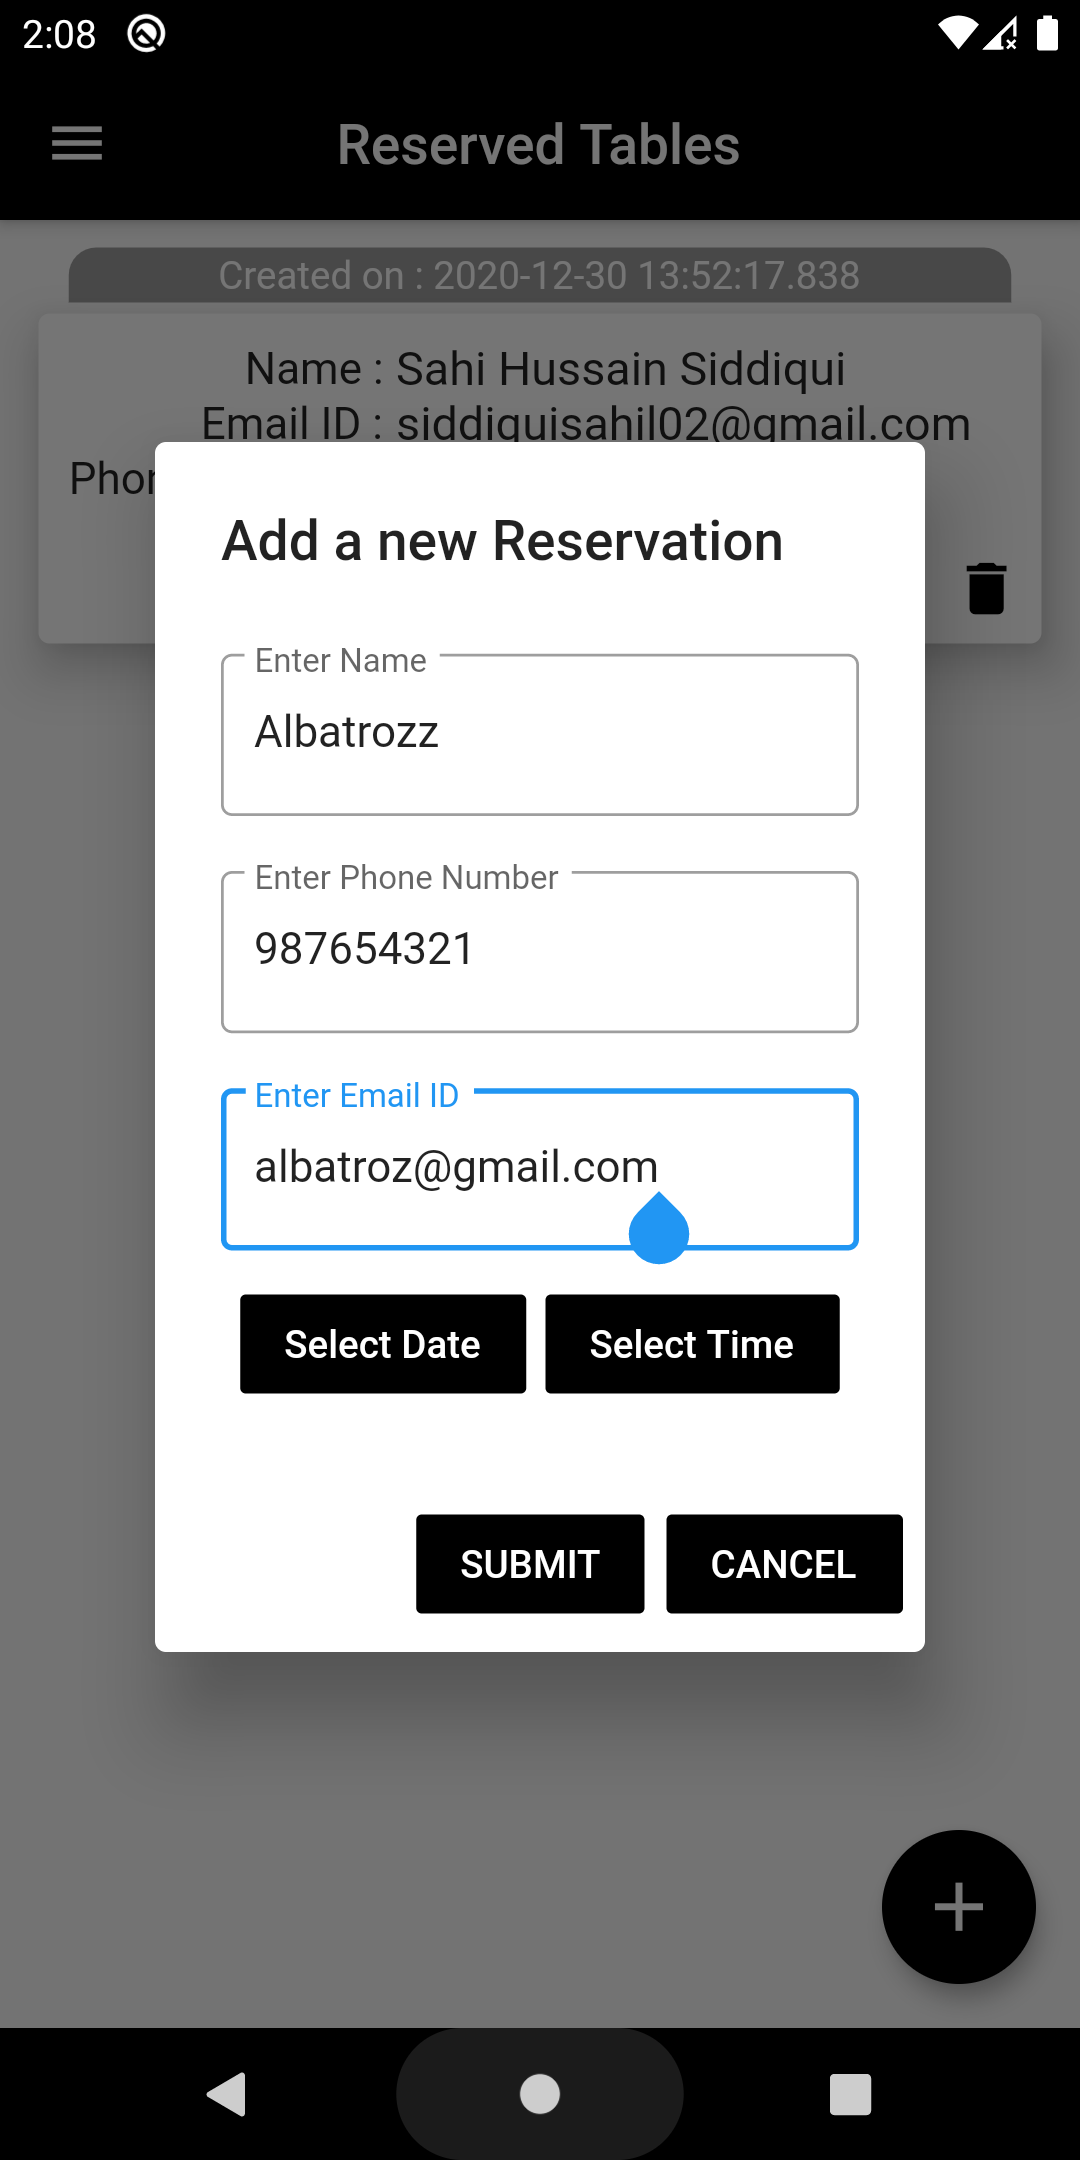 2:08
Reserved Tables
Created on : 2020-12-30 13:52:17.838
Name : Sahi Hussain Siddiqui
Email ID : siddiquisahil02@gmail.com
Add a new Reservation
Enter Name
Albatrozz
Enter Phone Number
987654321
Enter Email ID
albatroz@gmail.com
Select Date Select Time
SUBMIT CANCEL